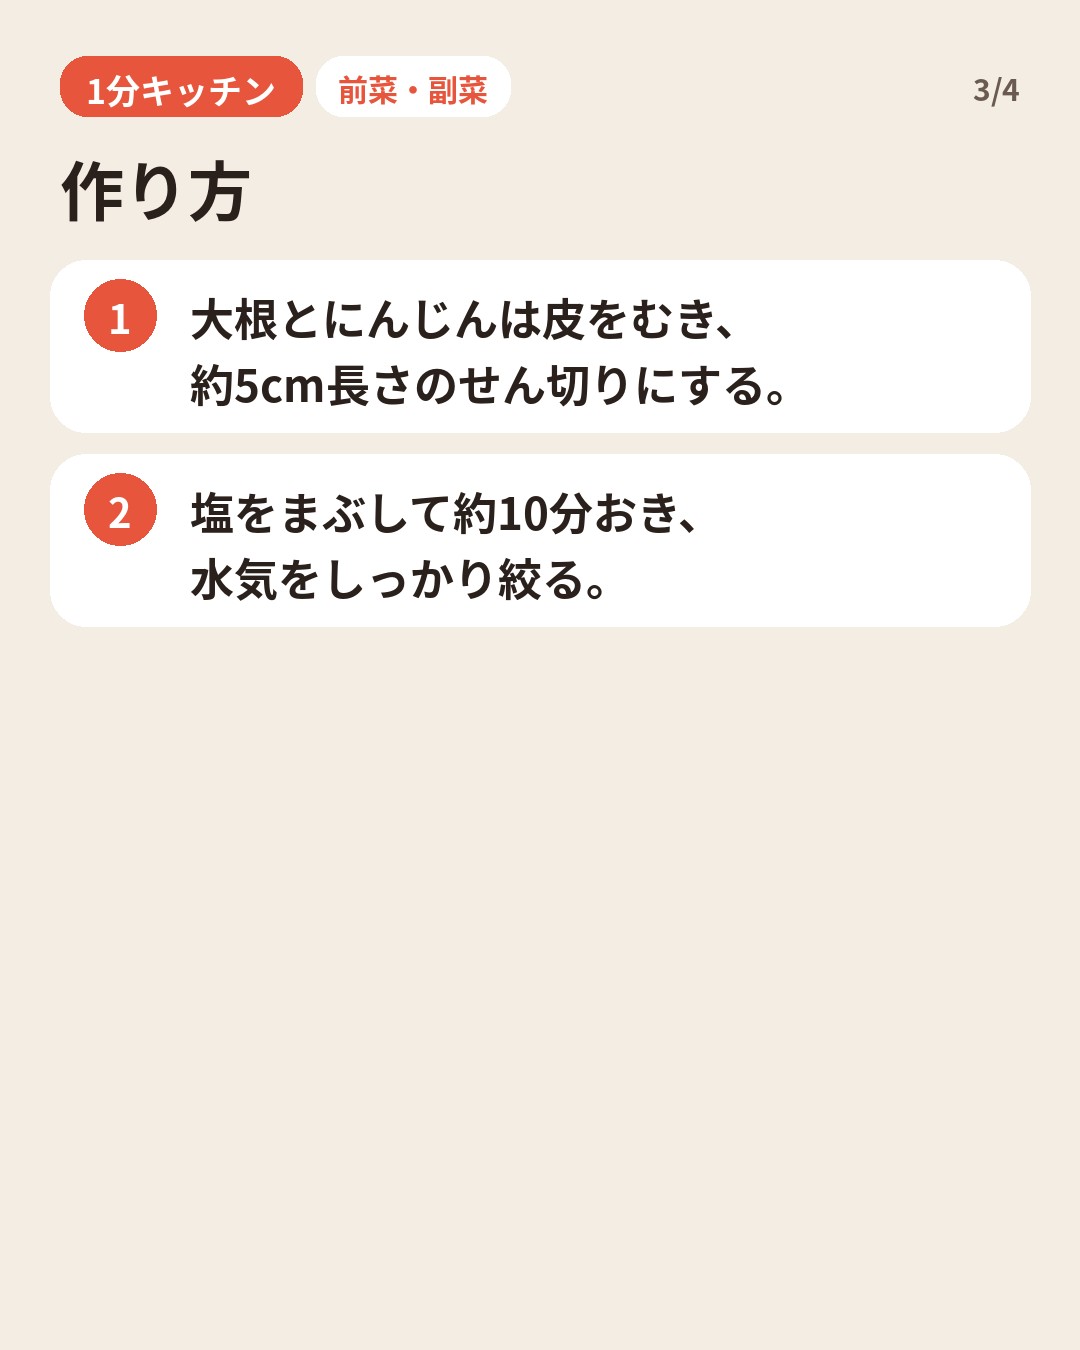 1分キッチン
前菜・副菜
3/4
作り方
1
大根とにんじんは皮をむき、
約5cm長さのせん切りにする。
2
塩をまぶして約10分おき、
水気をしっかり絞る。